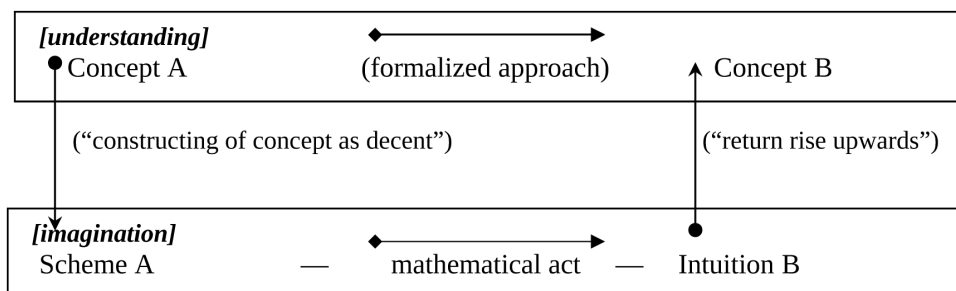 [understanding]
Concept A (formalized approach) Concept B
(“constructing of concept as decent”) (“return rise upwards”)
[imagination]
Scheme A — mathematical act — Intuition B